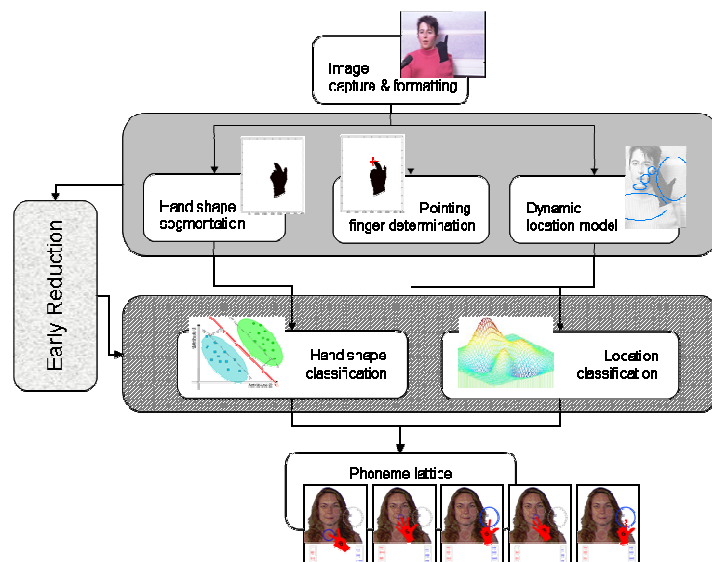 Image
capture & formatting
Hand shape
segmentation
Pointing
finger determination
Dynamic
location model
Early Reduction
Hand shape
classification
Location
classification
Phoneme lattice